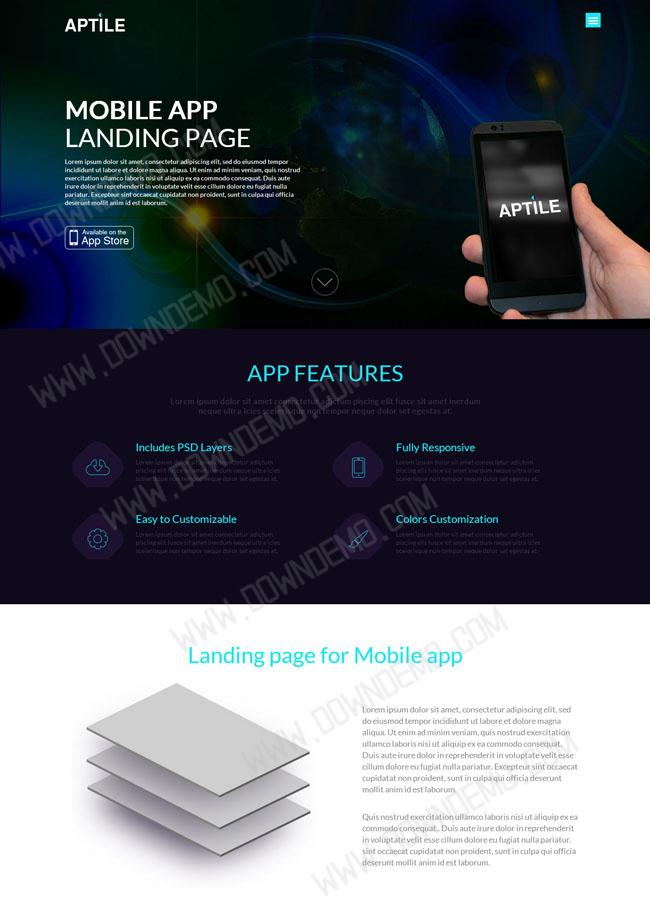 APTILE
MOBILE APP
LANDING PAGE
Lorem ipsum dolor sit amet, consectetur adipiscing elit, sed do eiusmod tempor
incididunt ut labore et dolore magna aliqua. Ut enim ad minim veniam, quis nostrud
exercitation ullamco laboris nisi ut aliquip ex ea commodo consequat. Duis aute
irure dolor in reprehenderit in voluptate velit esse cillum dolore eu fugiat nulla
pariatur. Excepteur sint occaecat cupidatat non proident, sunt in culpa qui officia
deserunt mollit anim id est laborum.
Available on the
App Store
APTILE
APP FEATURES
Lorem ipsum dolor sit amet consectetur adictum piscing elit fusce sit amet inerdum
neque ultra icies scelerisque non tempor neque dolor set egestas at.
Includes PSD Layers
Lorem ipsum dolor sit amet consectetur adictum
piscing elit fusce sit amet inerdum neque ultra icies
scelerisque non tempor neque dolor set egestas at.
Fully Responsive
Lorem ipsum dolor sit amet consectetur adictum
piscing elit fusce sit amet inerdum neque ultra icies
scelerisque non tempor neque dolor set egestas at.
Easy to Customizable
Lorem ipsum dolor sit amet consectetur adictum
piscing elit fusce sit amet inerdum neque ultra icies
scelerisque non tempor neque dolor set egestas at.
Colors Customization
Lorem ipsum dolor sit amet consectetur adictum
piscing elit fusce sit amet inerdum neque ultra icies
scelerisque non tempor neque dolor set egestas at.
Landing page for Mobile app
Lorem ipsum dolor sit amet, consectetur adipiscing elit, sed
do eiusmod tempor incididunt ut labore et dolore magna
aliqua. Ut enim ad minim veniam, quis nostrud exercitation
ullamco laboris nisi ut aliquip ex ea commodo consequat.
Duis aute irure dolor in reprehenderit in voluptate velit esse
cillum dolore eu fugiat nulla pariatur. Excepteur sint occaecat
cupidatat non proident, sunt in culpa qui officia deserunt
mollit anim id est laborum.
Quis nostrud exercitation ullamco laboris nisi ut aliquip ex ea
commodo consequat. Duis aute irure dolor in reprehenderit
in voluptate velit esse cillum dolore eu fugiat nulla pariatur.
sint occaecat cupidatat non proident, sunt in culpa qui officia
deserunt mollit anim id est laborum.
WWW.DOWNDEMO.COM
WWW.DOWNDEMO.COM
WWW.DOWNDEMO.COM
WWW.DOWNDEMO.COM
WWW.DOWNDEMO.COM
WWW.DOWNDEMO.COM